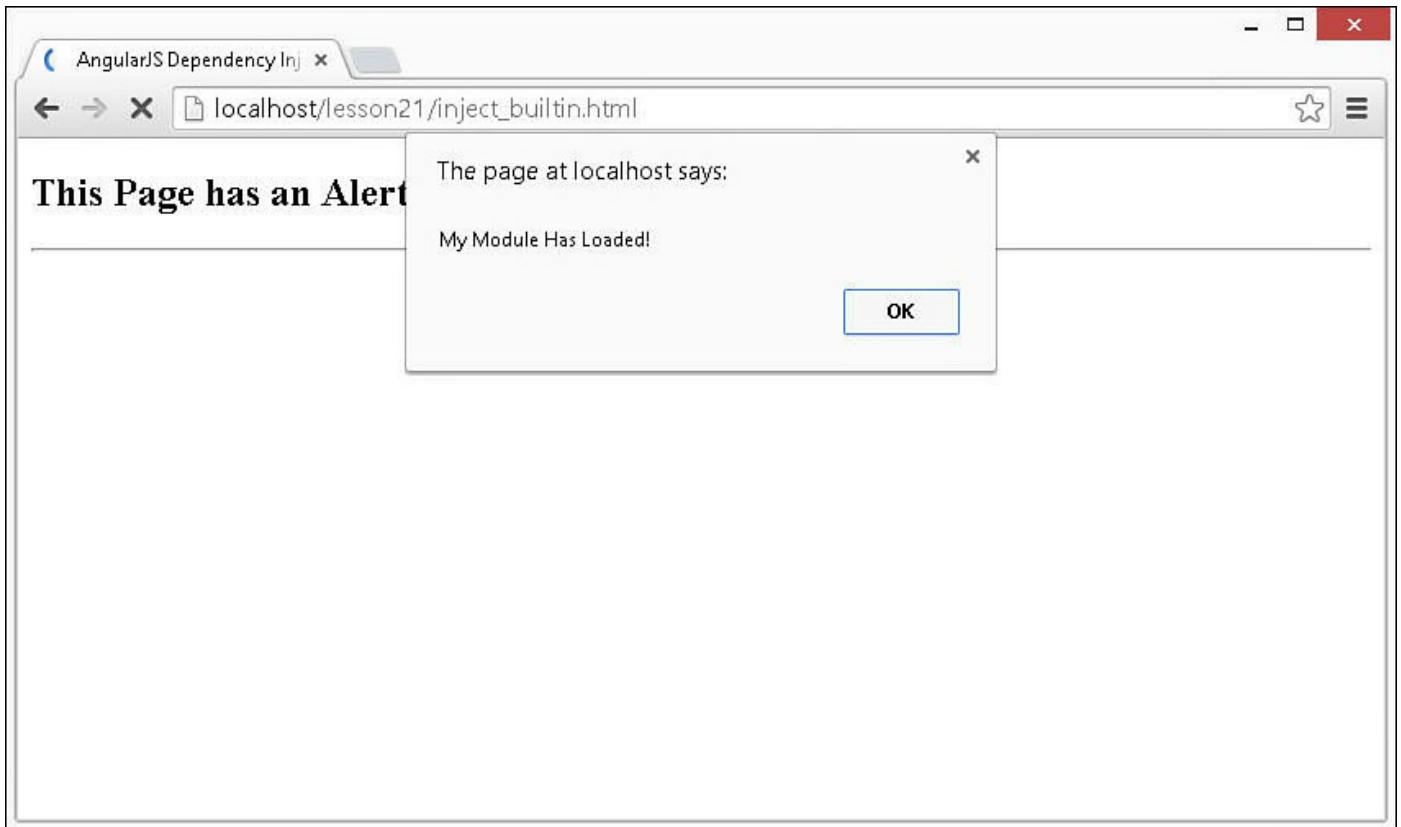 AngularJS Dependency Inj
localhost/lesson21/inject_builtin.html
The page at localhost says:
This Page has an Alert
My Module Has Loaded!
OK